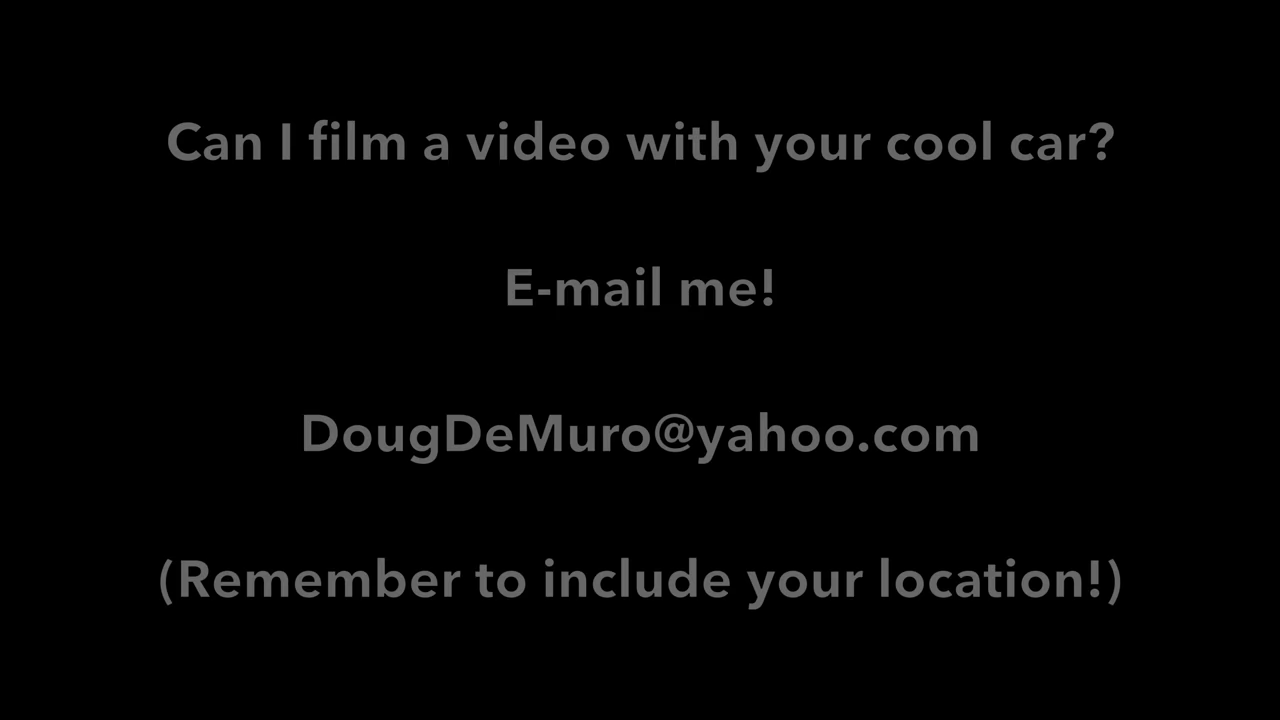 Can I film a video with your cool car?
E-mail me!
DougDeMuro@yahoo.com
(Remember to include your location!)